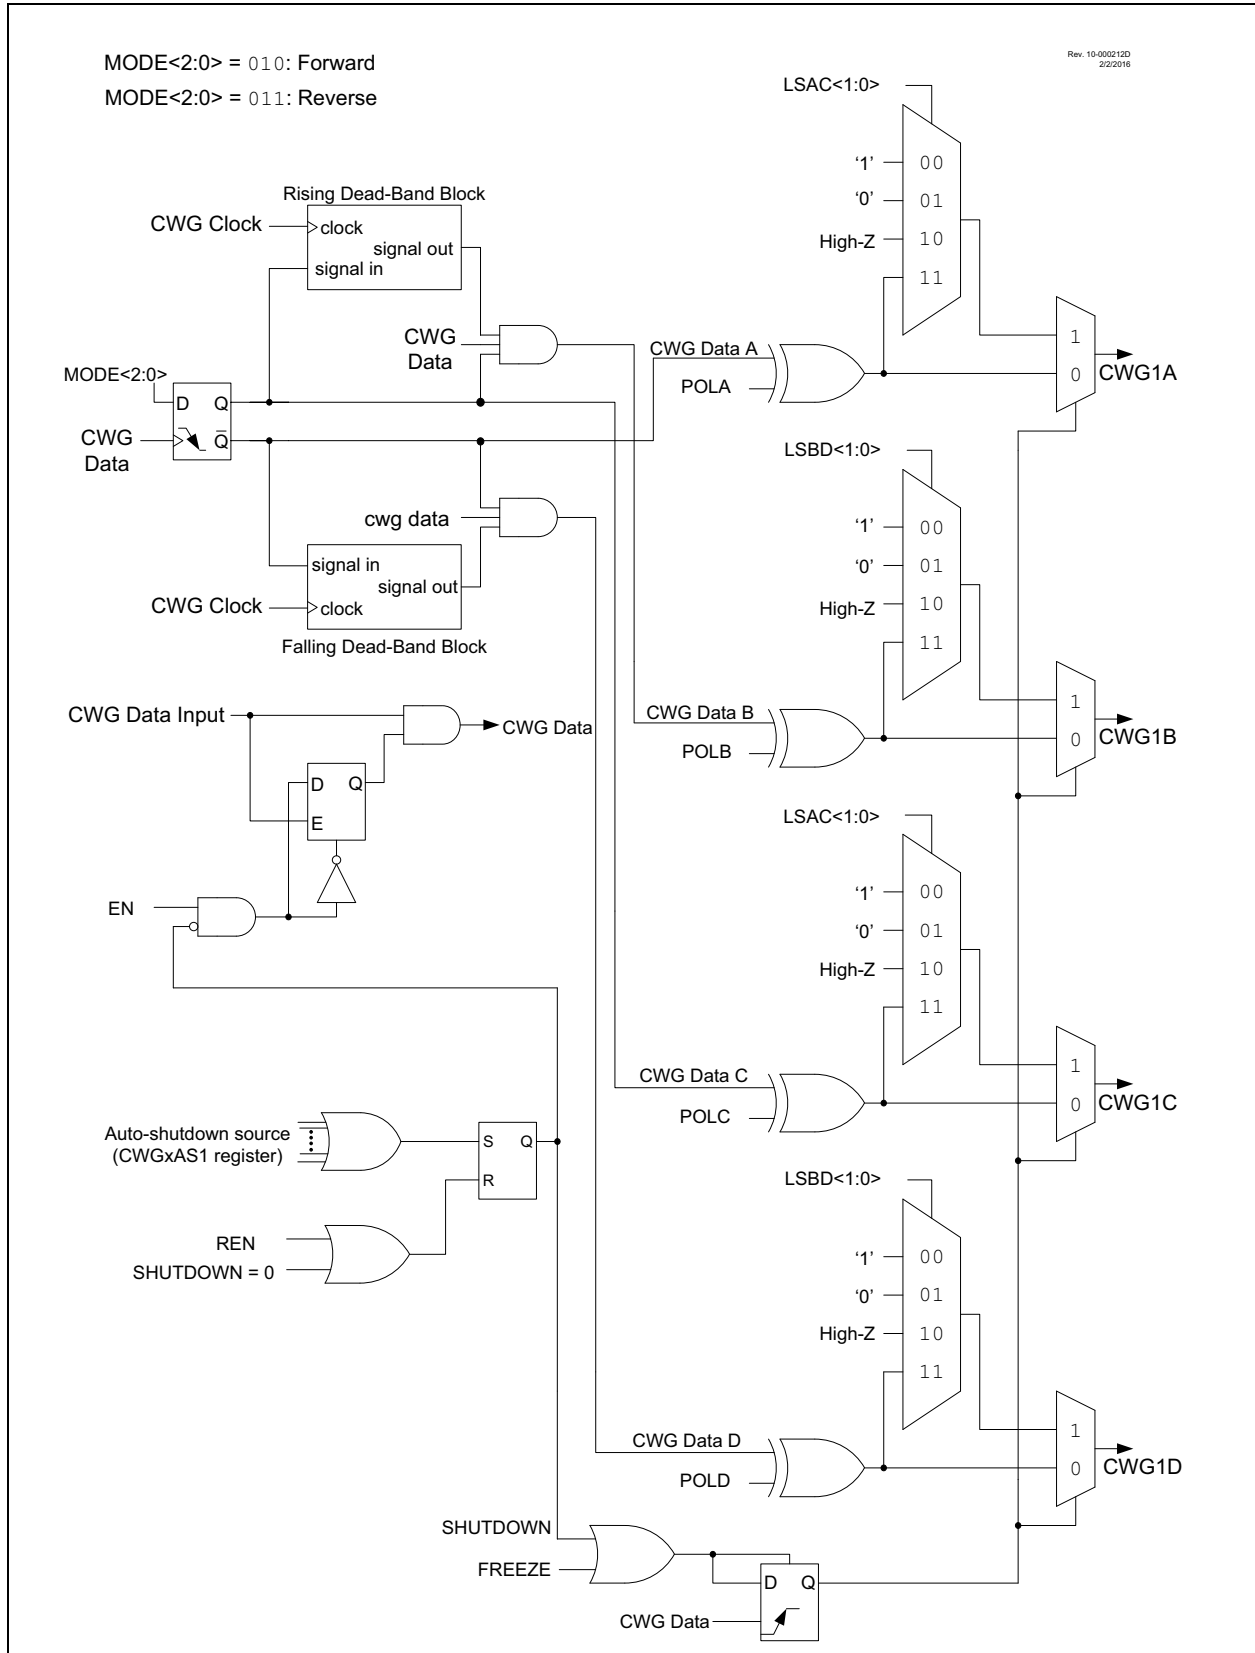 MODE<2:0> = 010: Forward
MODE<2:0> = 011: Reverse
Rev. 10-000212D
2/2/2016
LSAC<1:0>
'1' 00
'0' 01
High-Z 10
11
Rising Dead-Band Block
CWG Clock
clock
signal out
signal in
CWG
Data
CWG Data A
POLA
1
0
CWG1A
MODE<2:0>
D Q
CWG
Data
Q
LSBD<1:0>
'1' 00
'0' 01
High-Z 10
11
cwg data
signal in
signal out
CWG Clock
clock
Falling Dead-Band Block
CWG Data B
POLB
1
0
CWG1B
CWG Data Input
CWG Data
D Q
E
EN
LSAC<1:0>
'1' 00
'0' 01
High-Z 10
11
CWG Data C
POLC
1
0
CWG1C
Auto-shutdown source
(CWGxAS1 register)
S Q
R
REN
SHUTDOWN = 0
LSBD<1:0>
'1' 00
'0' 01
High-Z 10
11
CWG Data D
POLD
1
0
CWG1D
SHUTDOWN
FREEZE
D Q
CWG Data